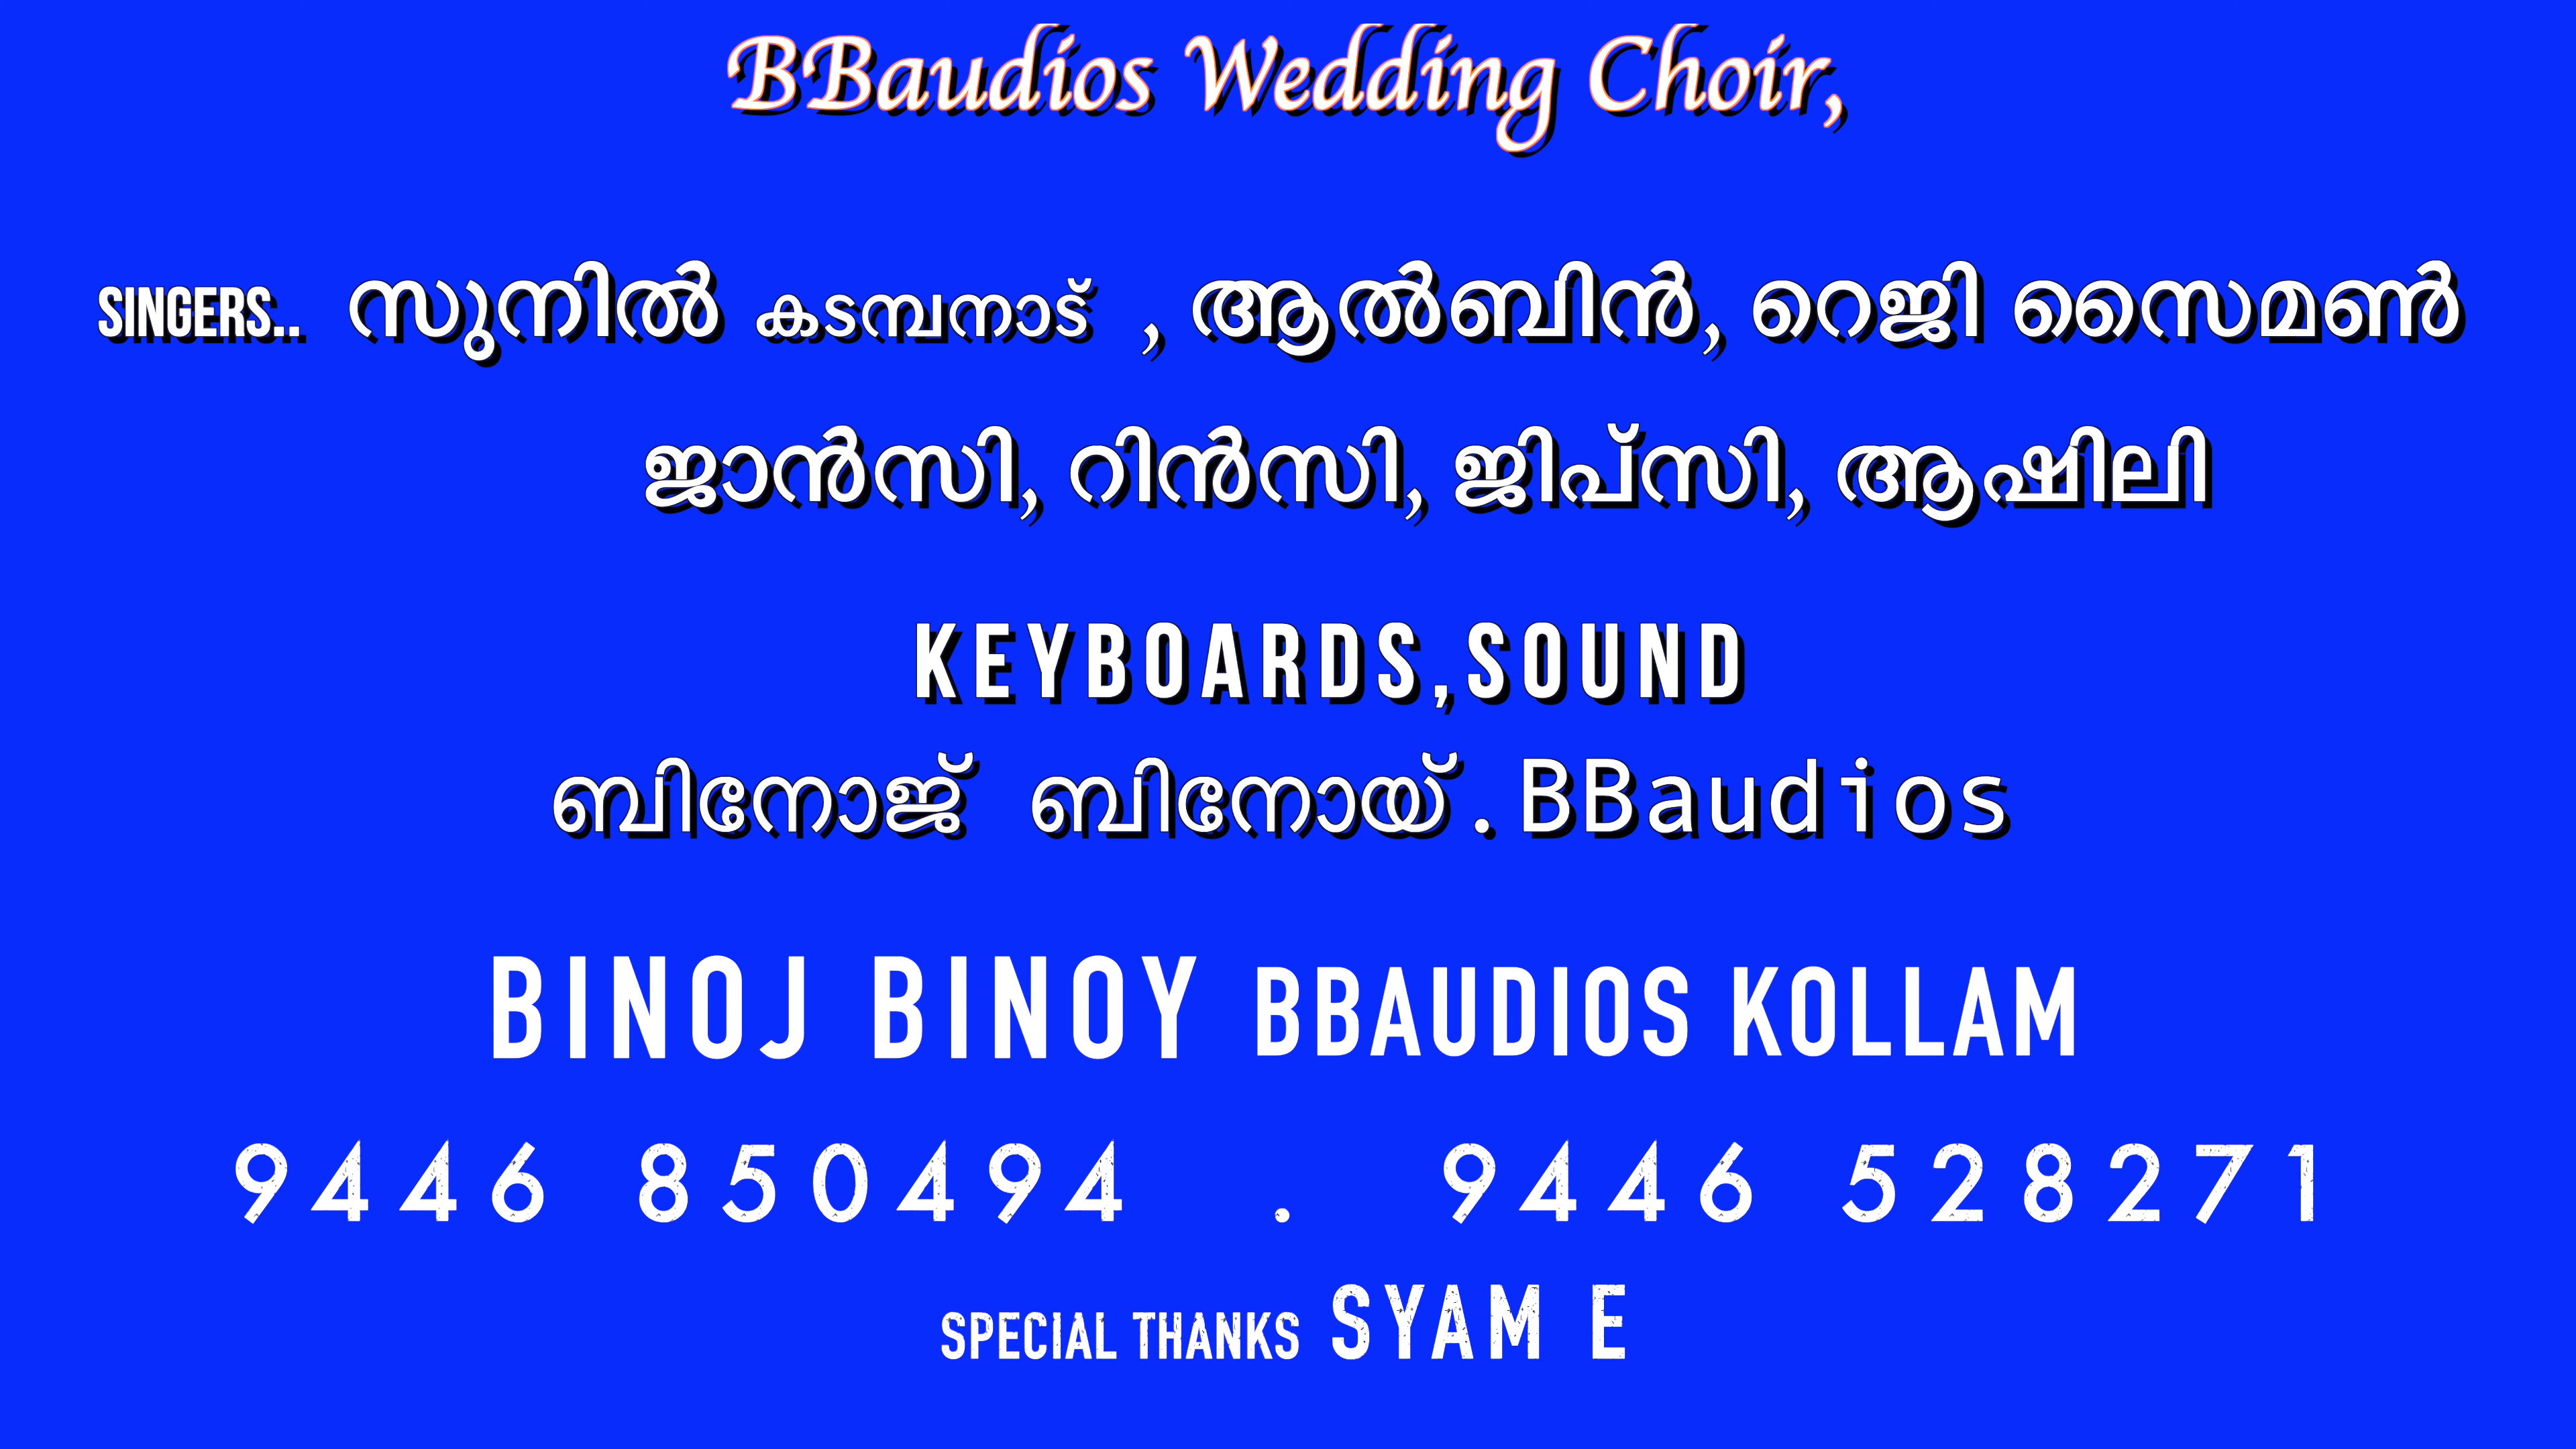 BBaudios Wedding Choir,
SINGERS.. സുനിൽ കടമ്പനാട് , ആൽബിൻ, റെജി സൈമൺ
ജാൻസി, റിൻസി, ജിപ്സി, ആഷിലി
KEYBOARDS,SOUND
ബിനോജ് ബിനോയ്.BBaudios
BINOJ BINOY BBAUDIOS KOLLAM
9446 850494 . 9446 528271
SPECIAL THANKS SYAM E